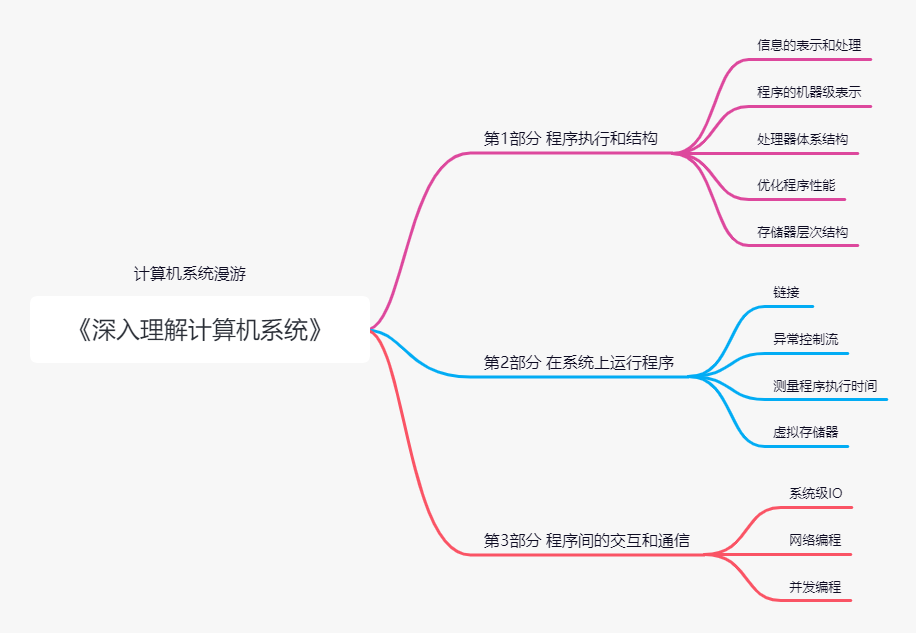 计算机系统漫游
《深入理解计算机系统》
第1部分 程序执行和结构
信息的表示和处理
程序的机器级表示
处理器体系结构
优化程序性能
存储器层次结构
第2部分 在系统上运行程序
链接
异常控制流
测量程序执行时间
虚拟存储器
第3部分 程序间的交互和通信
系统级IO
网络编程
并发编程